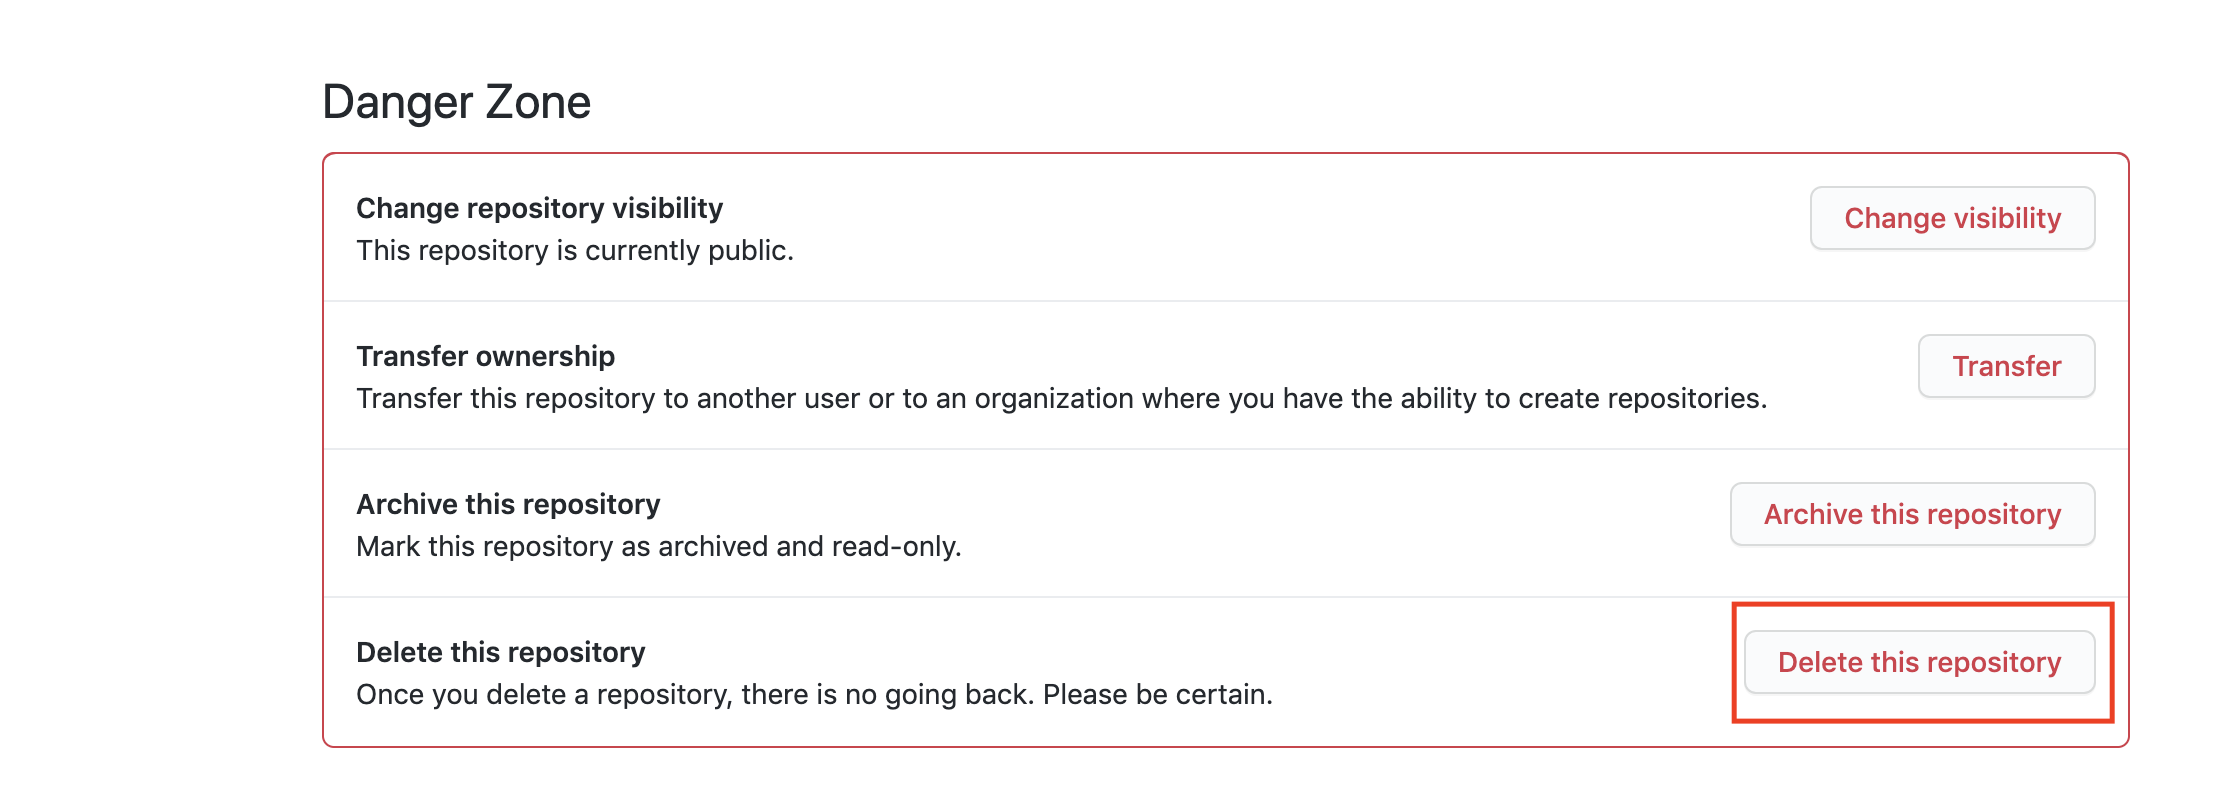 Danger Zone
Change repository visibility
This repository is currently public.
Change visibility
Transfer ownership
Transfer this repository to another user or to an organization where you have the ability to create repositories.
Transfer
Archive this repository
Mark this repository as archived and read-only.
Archive this repository
Delete this repository
Once you delete a repository, there is no going back. Please be certain.
Delete this repository